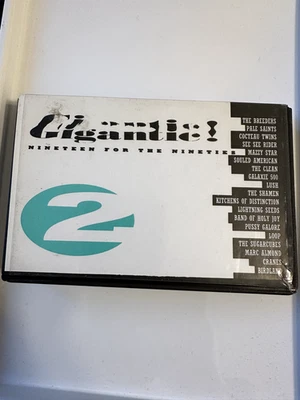 Gigantic!
NINETEEN FOR THE NINETIES
2
THE BREEDERS
PALE SAINTS
COCTEAU TWINS
SEE SEE RIDER
MAZZY STAR
SOULED AMERICAN
THE CLEAN
GALAXIE 500
LUSH
THE SHAMEN
KITCHENS OF DISTINCTION
LIGHTNING SEEDS
BAND OF HOLY JOY
PUSSY GALORE
LOOP
THE SUGARCUBES
MARC ALMOND
CRANES
BIRDLAND